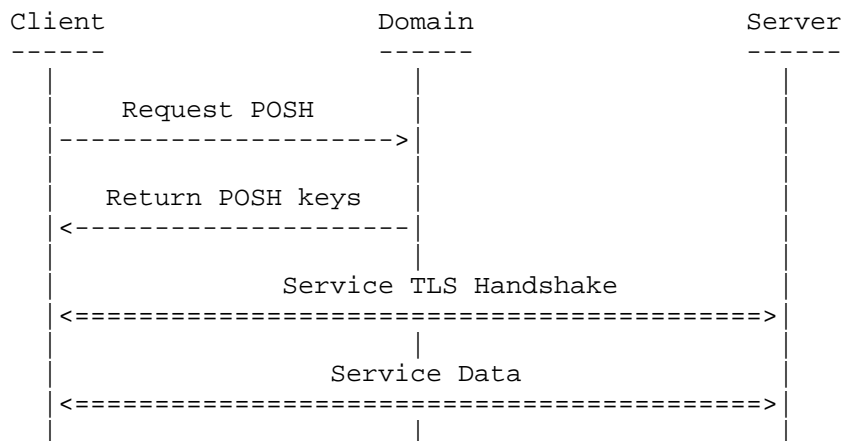 Client Domain Server
------ ------ ------
Request POSH
Return POSH keys
Service TLS Handshake
Service Data